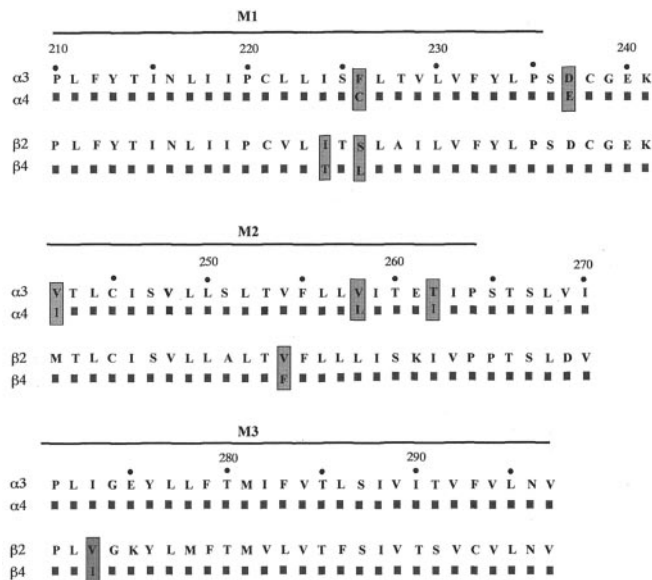 M1
210 220 230 240
α3 P L F Y T I N L I I P C L L I S F L T V L V F Y L P S D C G E K
α4 ■ ■ ■ ■ ■ ■ ■ ■ ■ ■ ■ ■ ■ ■ ■ ■ C ■ ■ ■ ■ ■ ■ ■ ■ ■ ■ E ■ ■ ■ ■
β2 P L F Y T I N L I I P C V L I T S L A I L V F Y L P S D C G E K
β4 ■ ■ ■ ■ ■ ■ ■ ■ ■ ■ ■ ■ ■ ■ T ■ L ■ ■ ■ ■ ■ ■ ■ ■ ■ ■ ■ ■ ■ ■ ■
M2
250 260 270
α3 V T L C I S V L L S L T V F L L V I T E T I P S T S L V I
α4 I ■ ■ ■ ■ ■ ■ ■ ■ ■ ■ ■ ■ ■ ■ ■ L ■ ■ ■ I ■ ■ ■ ■ ■ ■ ■ ■
β2 M T L C I S V L L A L T V F L L L I S K I V P P T S L D V
β4 ■ ■ ■ ■ ■ ■ ■ ■ ■ ■ ■ ■ F ■ ■ ■ ■ ■ ■ ■ ■ ■ ■ ■ ■ ■ ■ ■ ■
M3
280 290
α3 P L I G E Y L L F T M I F V T L S I V I T V F V L N V
α4 ■ ■ ■ ■ ■ ■ ■ ■ ■ ■ ■ ■ ■ ■ ■ ■ ■ ■ ■ ■ ■ ■ ■ ■ ■ ■ ■
β2 P L V G K Y L M F T M V L V T F S I V T S V C V L N V
β4 ■ ■ I ■ ■ ■ ■ ■ ■ ■ ■ ■ ■ ■ ■ ■ ■ ■ ■ ■ ■ ■ ■ ■ ■ ■ ■